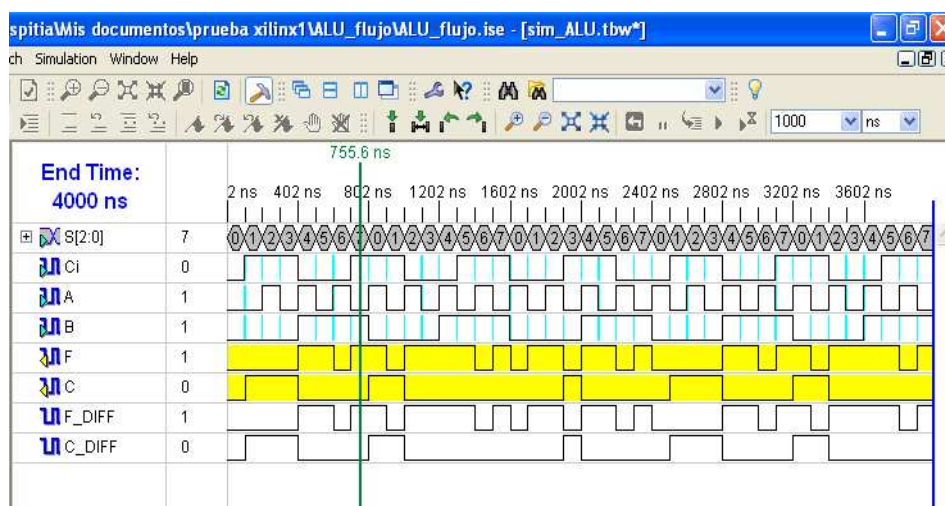 spitia\Mis documentos\prueba xilinx1\ALU_flujo\ALU_flujo.ise - [sim_ALU.tbw*]
ch Simulation Window Help
1000 ns
755.6 ns
End Time:
4000 ns
2 ns 402 ns 802 ns 1202 ns 1602 ns 2002 ns 2402 ns 2802 ns 3202 ns 3602 ns
S[2:0] 7 0 1 2 3 4 5 6 7 0 1 2 3 4 5 6 7 0 1 2 3 4 5 6 7 0 1 2 3 4 5 6 7 0 1 2 3 4 5 6 7
Ci 0
A 1
B 1
F 1
C 0
F_DIFF 1
C_DIFF 0